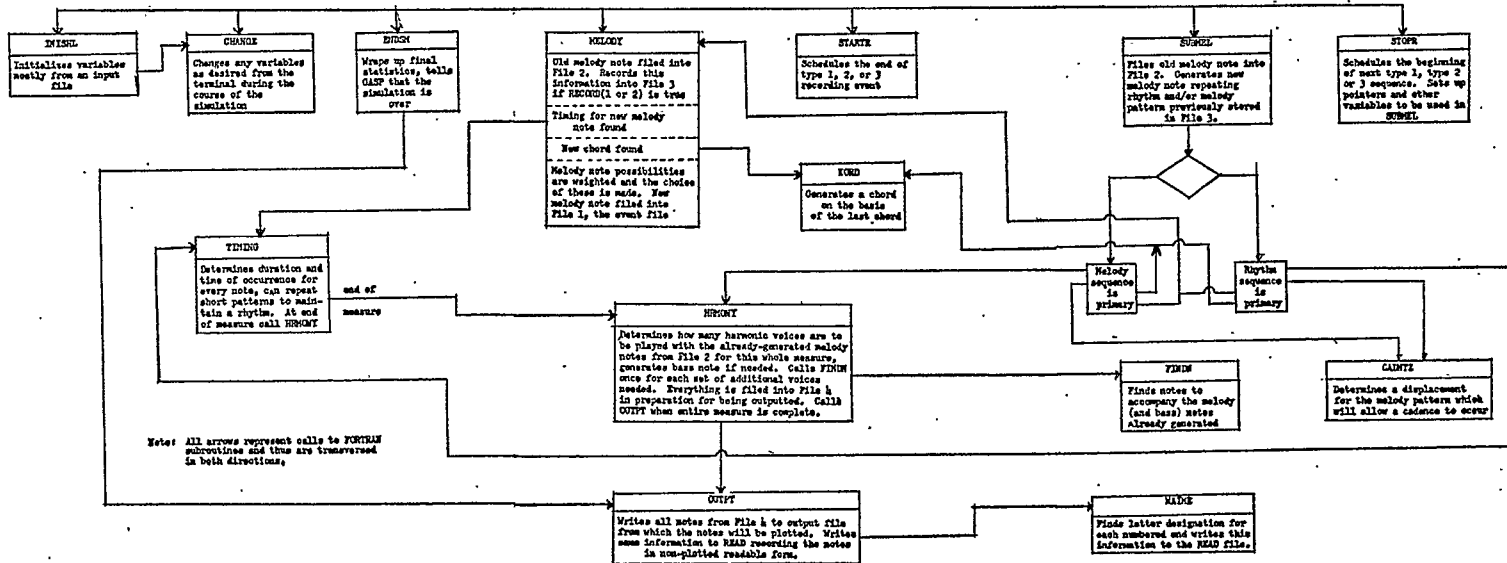 INISHL
Initializes variables
mostly from an input
file
CHANGE
Changes any variables
as desired from the
terminal during the
course of the
simulation
ENDSM
Wraps up final
statistics, tells
GASP that the
simulation is
over
MELODY
Old melody note filed into
File 2. Records this
information into File 3
if RECORD(1 or 2) is true
Timing for new melody
note found
New chord found
Melody note possibilities
are weighted and the choice
of these is made. New
melody note filed into
File 1, the event file
STARTR
Schedules the end of
type 1, 2, or 3
recording event
SUBMEL
Files old melody note into
File 2. Generates new
melody note repeating
rhythm and/or melody
pattern previously stored
in File 3.
STOPR
Schedules the beginning
of next type 1, type 2
or 3 sequence. Sets up
pointers and other
variables to be used in
SUBMEL
KORD
Generates a chord
on the basis
of the last chord
TIMING
Determines duration and
time of occurrence for
every note, can repeat
short patterns to main-
tain a rhythm. At end
of measure call HRMONY
end of
measure
Melody
sequence
is
primary
Rhythm
sequence
is
primary
HRMONY
Determines how many harmonic voices are to
be played with the already-generated melody
notes from File 2 for this whole measure,
generates bass note if needed. Calls FINDN
once for each set of additional voices
needed. Everything is filed into File 4
in preparation for being outputted. Calls
OUTPT when entire measure is complete.
FINDN
Finds notes to
accompany the melody
(and bass) notes
Already generated
CADNTZ
Determines a displacement
for the melody pattern which
will allow a cadence to occur
Note: All arrows represent calls to FORTRAN
subroutines and thus are transversed
in both directions.
OUTPT
Writes all notes from File 4 to output file
from which the notes will be plotted. Writes
same information to READ recording the notes
in non-plotted readable form.
Finds letter designation for
each numbered and writes this
information to the READ file.